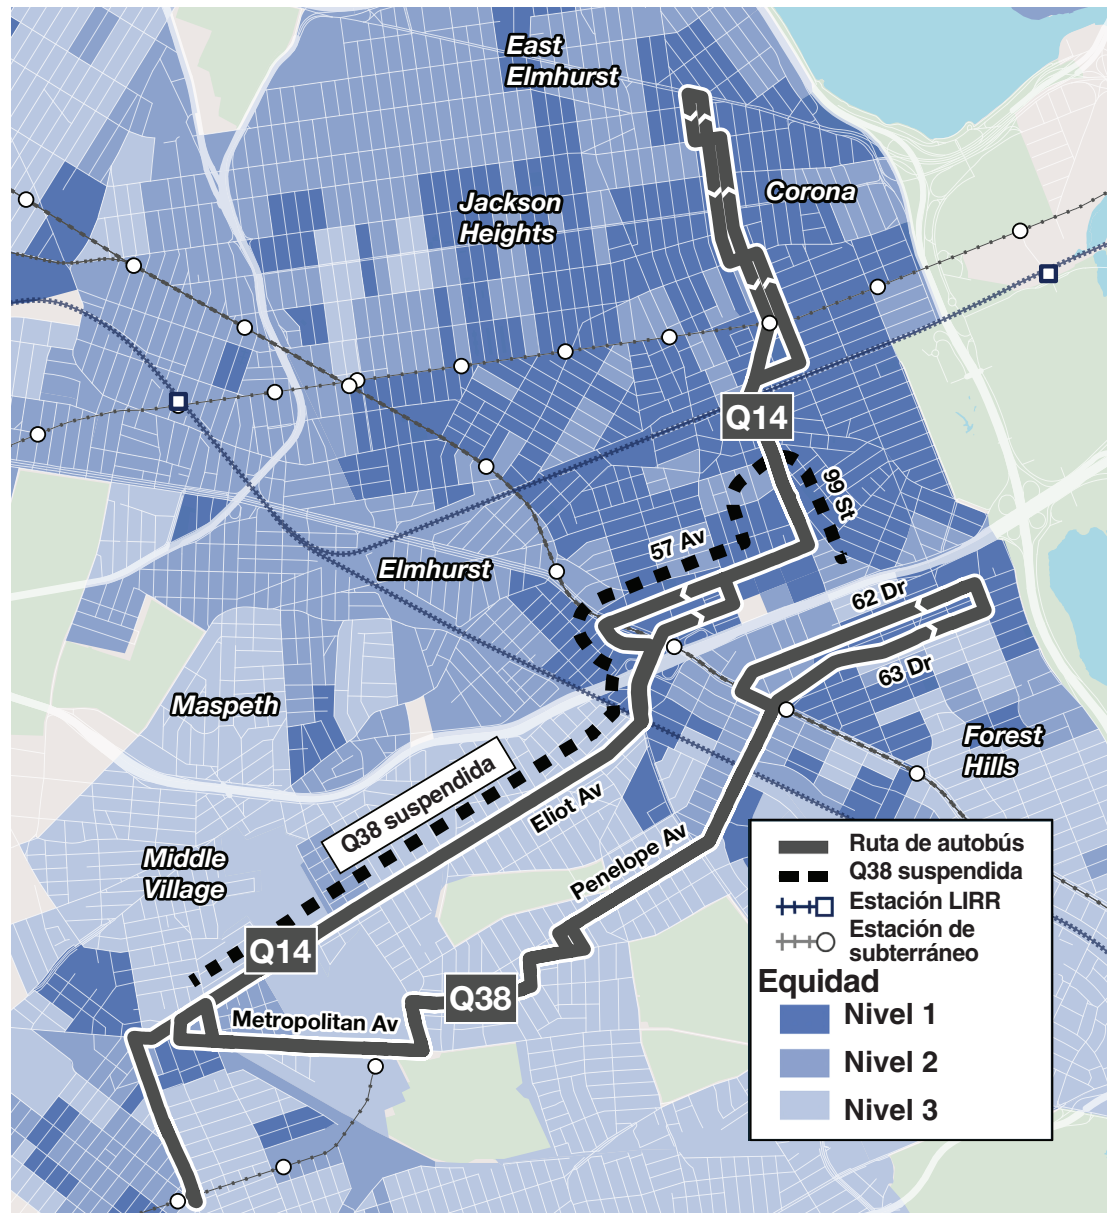 East
Elmhurst
Corona
Jackson
Heights
Q14
99 St
57 Av
Elmhurst
62 Dr
63 Dr
Maspeth
Forest
Hills
Q38 suspendida
Eliot Av
Middle
Village
Penelope Av
Q14
Q38
Metropolitan Av
Ruta de autobús
Q38 suspendida
Estación LIRR
Estación de
subterráneo
Equidad
Nivel 1
Nivel 2
Nivel 3